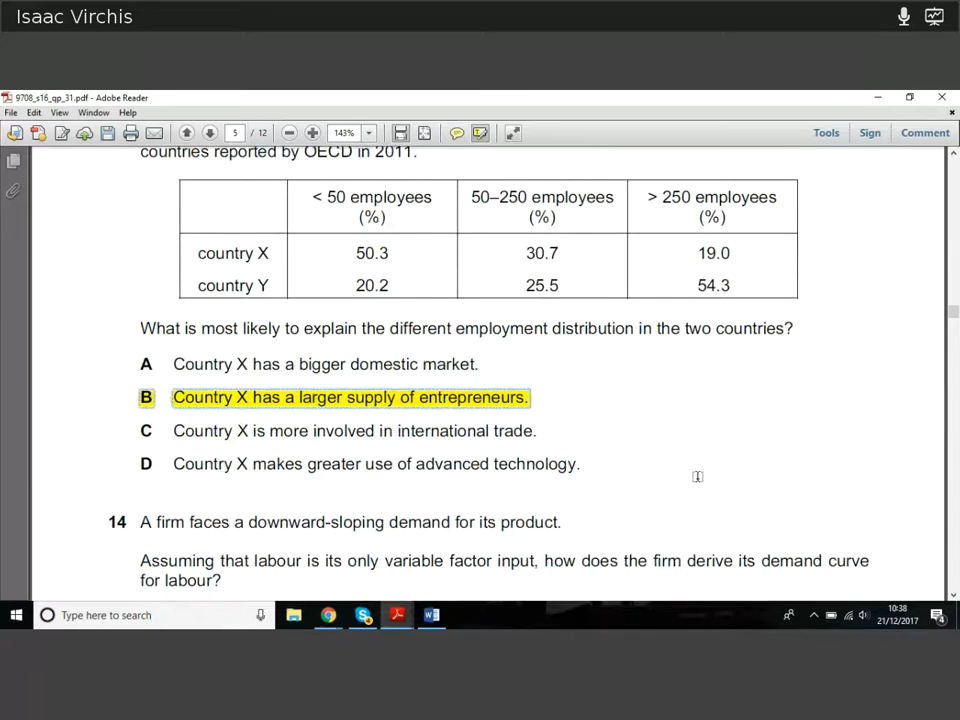 Isaac Virchis
9708_s16_qp_31.pdf - Adobe Reader
File Edit View Window Help
5 / 12 143% Tools Sign Comment
countries reported by OECD in 2011.
< 50 employees 50–250 employees > 250 employees
(%) (%) (%)
country X 50.3 30.7 19.0
country Y 20.2 25.5 54.3
What is most likely to explain the different employment distribution in the two countries?
A Country X has a bigger domestic market.
B Country X has a larger supply of entrepreneurs.
C Country X is more involved in international trade.
D Country X makes greater use of advanced technology.
14 A firm faces a downward-sloping demand for its product.
Assuming that labour is its only variable factor input, how does the firm derive its demand curve
for labour?
Type here to search
10:38
21/12/2017
4